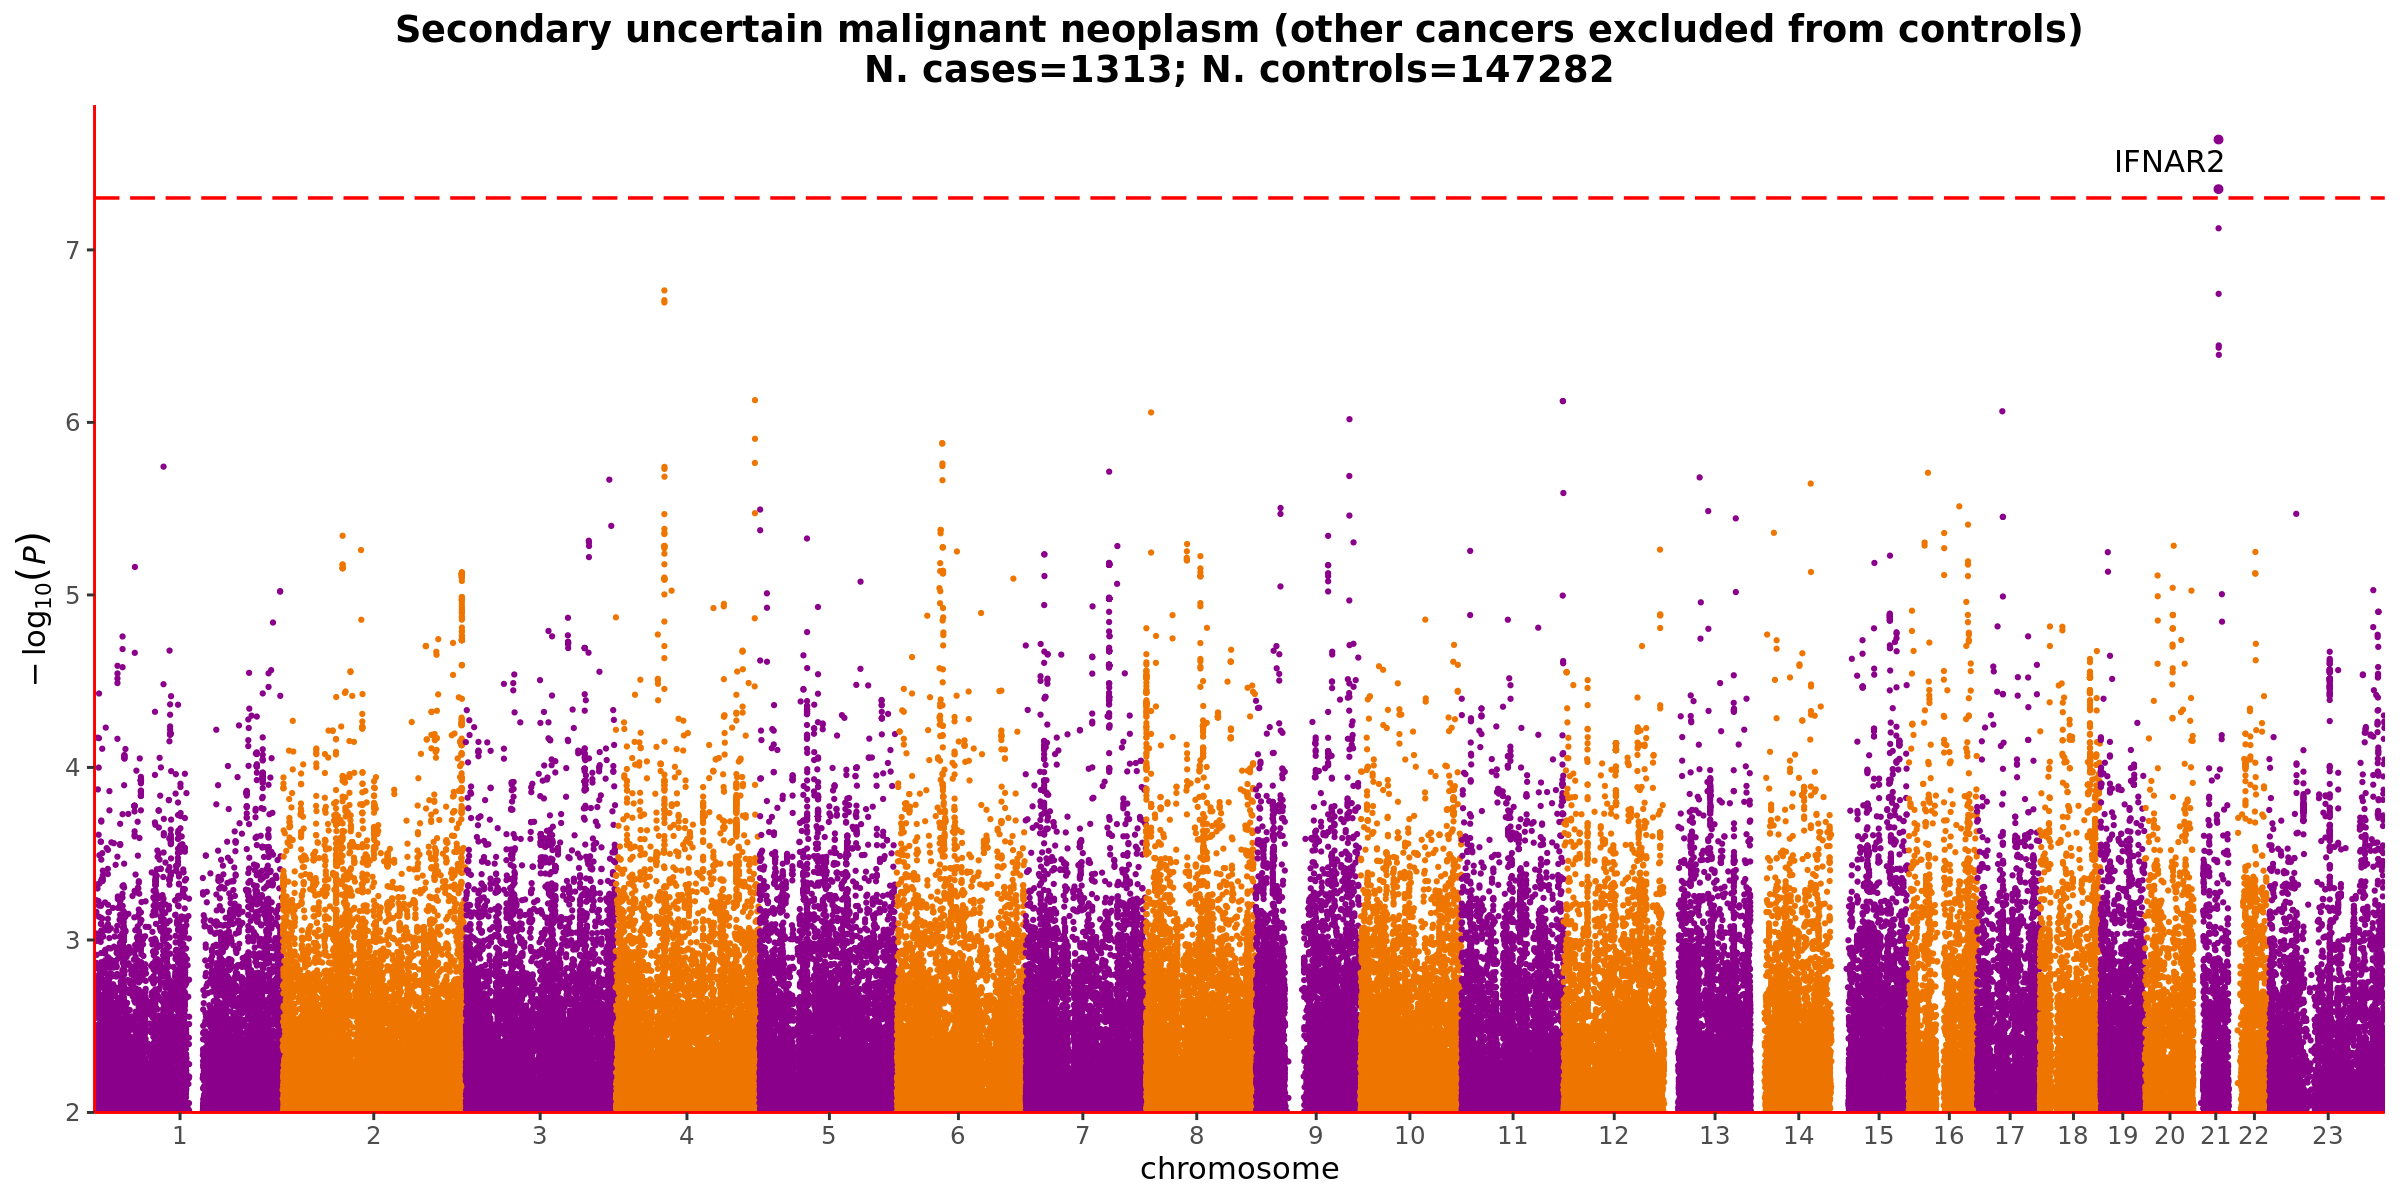 Secondary uncertain malignant neoplasm (other cancers excluded from controls)
N. cases=1313; N. controls=147282
IFNAR2
7
6
5
4
3
2
−log10(P)
1 2 3 4 5 6 7 8 9 10 11 12 13 14 15 16 17 18 19 20 21 22 23
chromosome